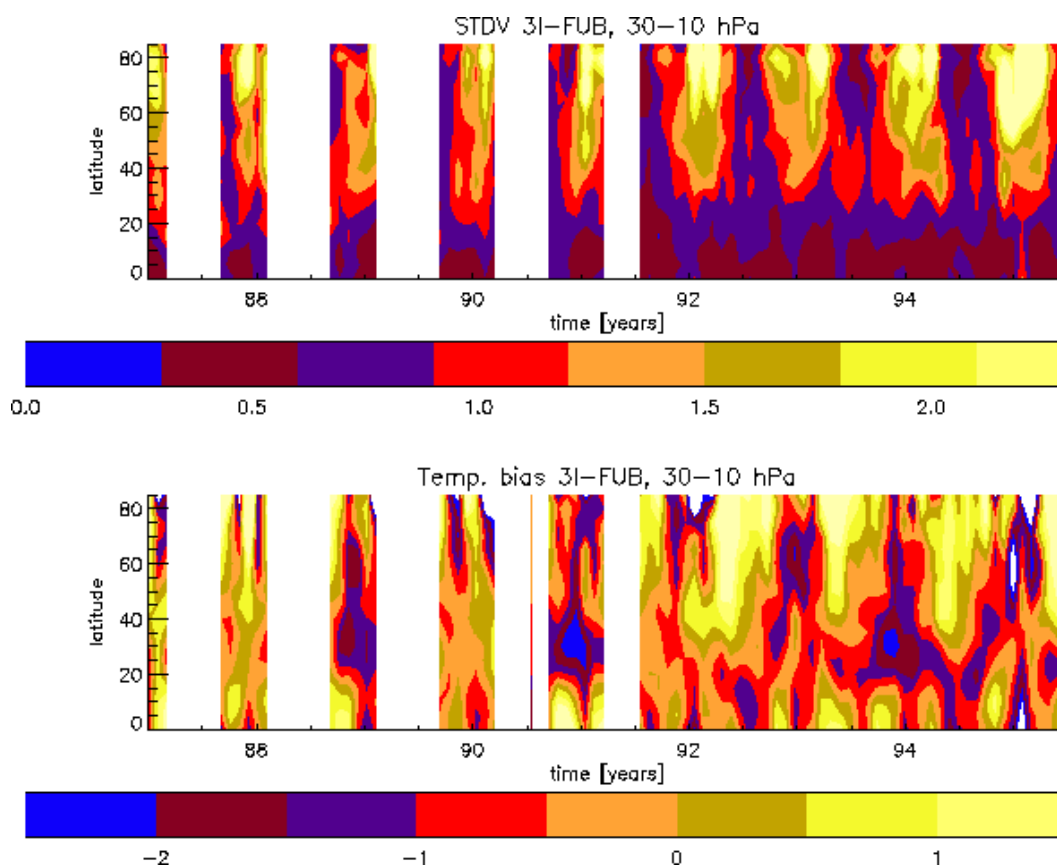 STDV 3I-FUB, 30-10 hPa
80
60
40
20
0
latitude
88 90 92 94
time [years]
0.0 0.5 1.0 1.5 2.0
Temp. bias 3I-FUB, 30-10 hPa
80
60
40
20
0
latitude
88 90 92 94
time [years]
-2 -1 0 1